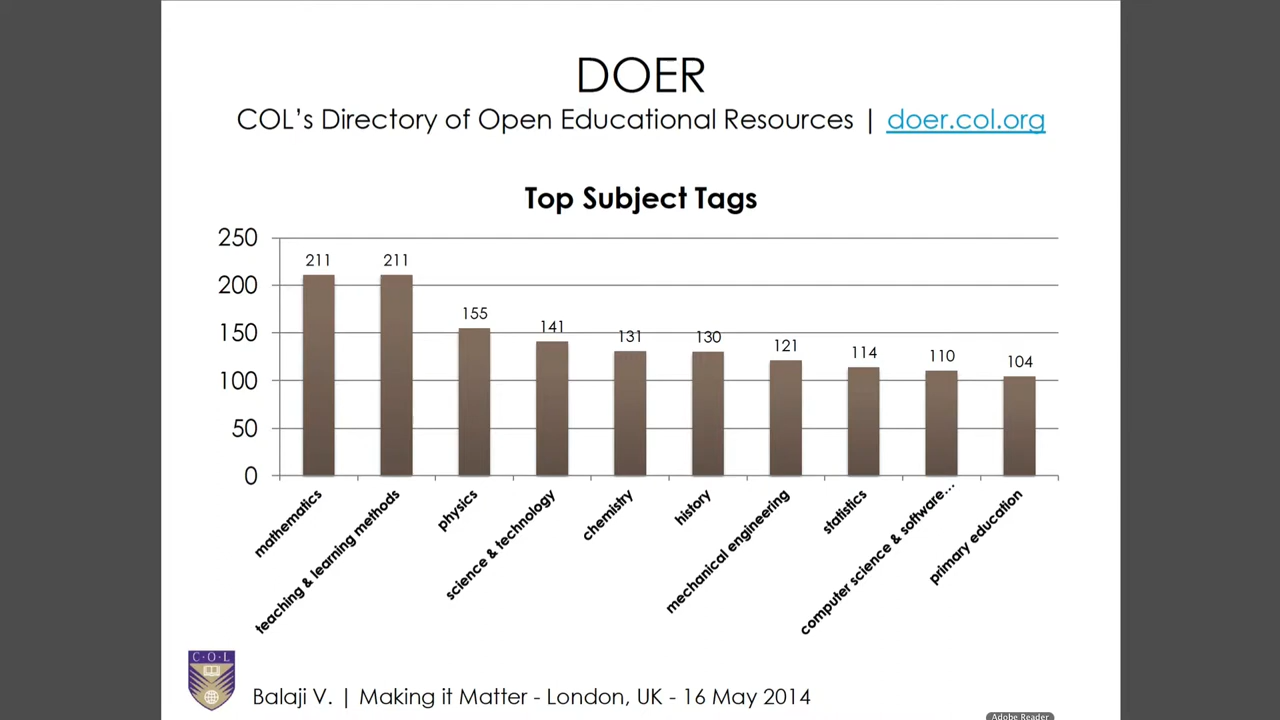 DOER
COL's Directory of Open Educational Resources | doer.col.org
Top Subject Tags
250
200
150
100
50
0
211
211
155
141
131
130
121
114
110
104
mathematics
teaching & learning methods
physics
science & technology
chemistry
history
mechanical engineering
statistics
computer science & software...
primary education
C·O·L
Balaji V. | Making it Matter - London, UK - 16 May 2014
Adobe Reader